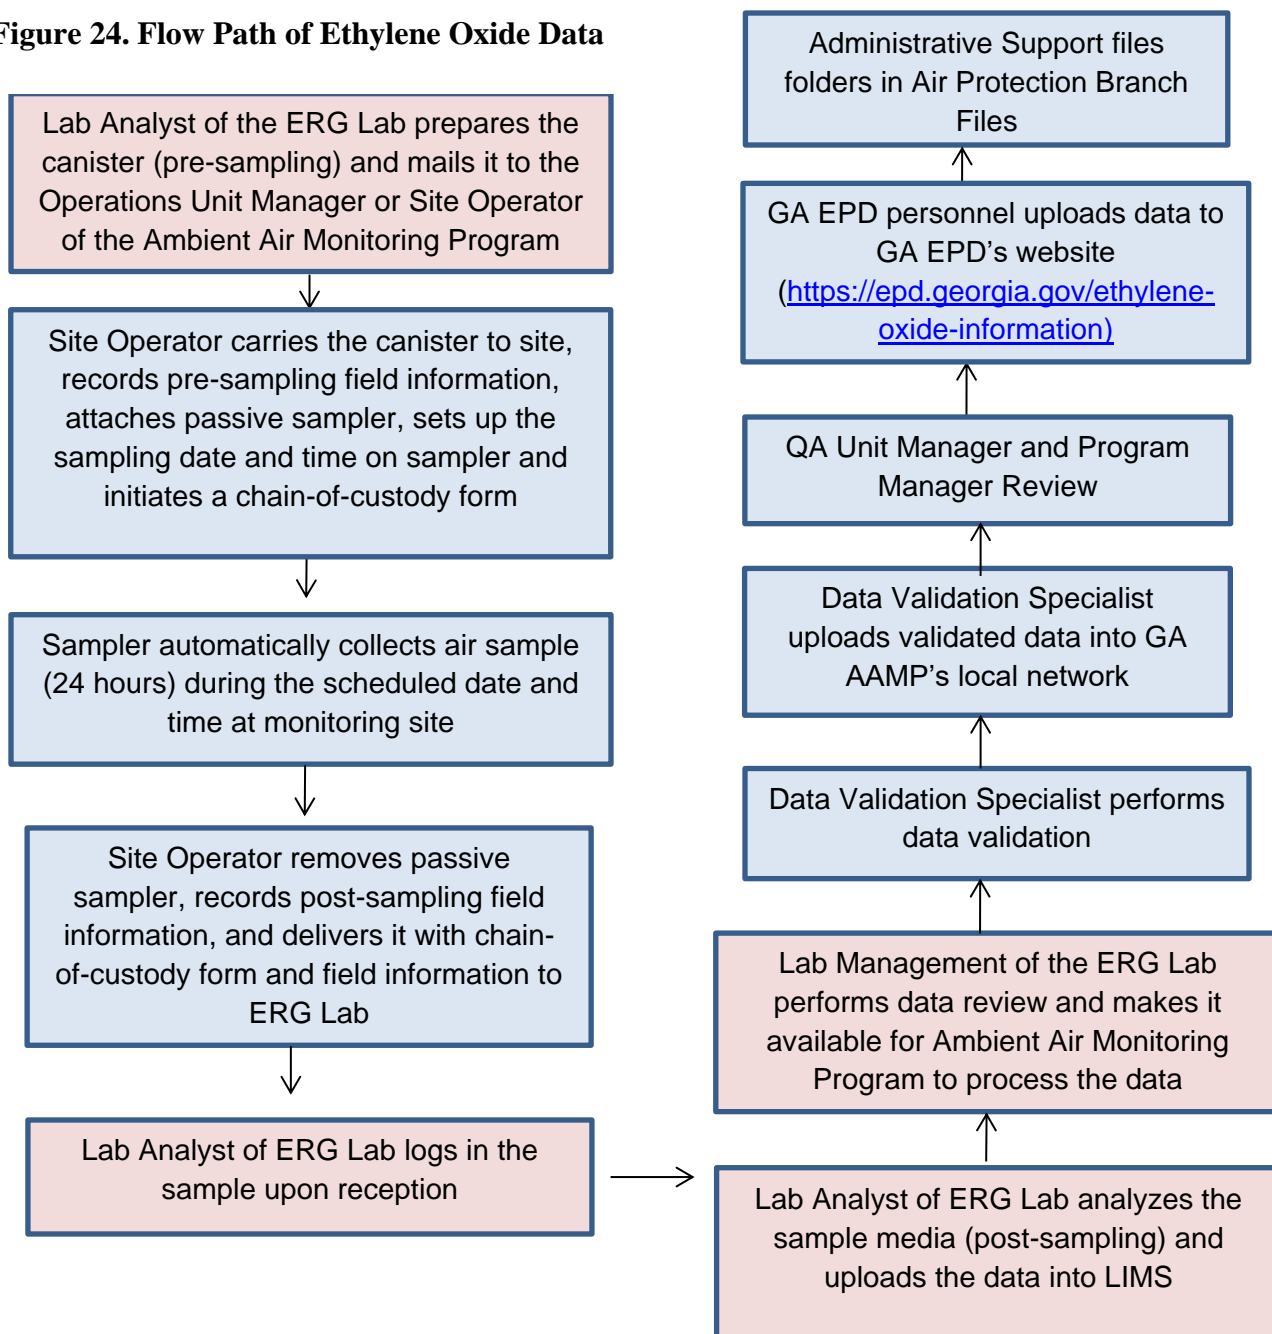 Figure 24. Flow Path of Ethylene Oxide Data
Lab Analyst of the ERG Lab prepares the
canister (pre-sampling) and mails it to the
Operations Unit Manager or Site Operator
of the Ambient Air Monitoring Program
Site Operator carries the canister to site,
records pre-sampling field information,
attaches passive sampler, sets up the
sampling date and time on sampler and
initiates a chain-of-custody form
Sampler automatically collects air sample
(24 hours) during the scheduled date and
time at monitoring site
Site Operator removes passive
sampler, records post-sampling field
information, and delivers it with chain-
of-custody form and field information to
ERG Lab
Lab Analyst of ERG Lab logs in the
sample upon reception
Lab Analyst of ERG Lab analyzes the
sample media (post-sampling) and
uploads the data into LIMS
Lab Management of the ERG Lab
performs data review and makes it
available for Ambient Air Monitoring
Program to process the data
Data Validation Specialist performs
data validation
Data Validation Specialist
uploads validated data into GA
AAMP's local network
QA Unit Manager and Program
Manager Review
GA EPD personnel uploads data to
GA EPD's website
(https://epd.georgia.gov/ethylene-
oxide-information)
Administrative Support files
folders in Air Protection Branch
Files